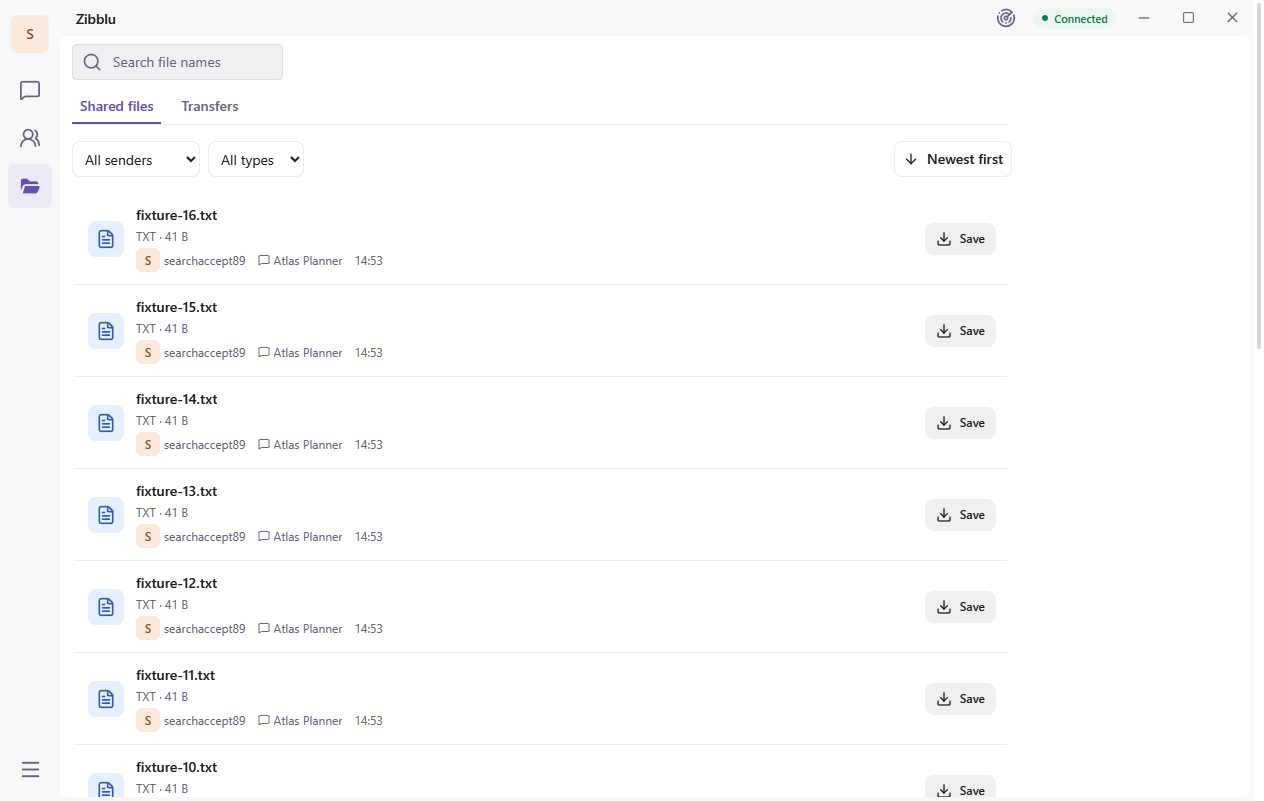 S
Zibblu
Connected
Search file names
Shared files
Transfers
All senders
All types
Newest first
fixture-16.txt
TXT · 41 B
S searchaccept89 Atlas Planner 14:53
Save
fixture-15.txt
TXT · 41 B
S searchaccept89 Atlas Planner 14:53
Save
fixture-14.txt
TXT · 41 B
S searchaccept89 Atlas Planner 14:53
Save
fixture-13.txt
TXT · 41 B
S searchaccept89 Atlas Planner 14:53
Save
fixture-12.txt
TXT · 41 B
S searchaccept89 Atlas Planner 14:53
Save
fixture-11.txt
TXT · 41 B
S searchaccept89 Atlas Planner 14:53
Save
fixture-10.txt
TXT · 41 B
Save